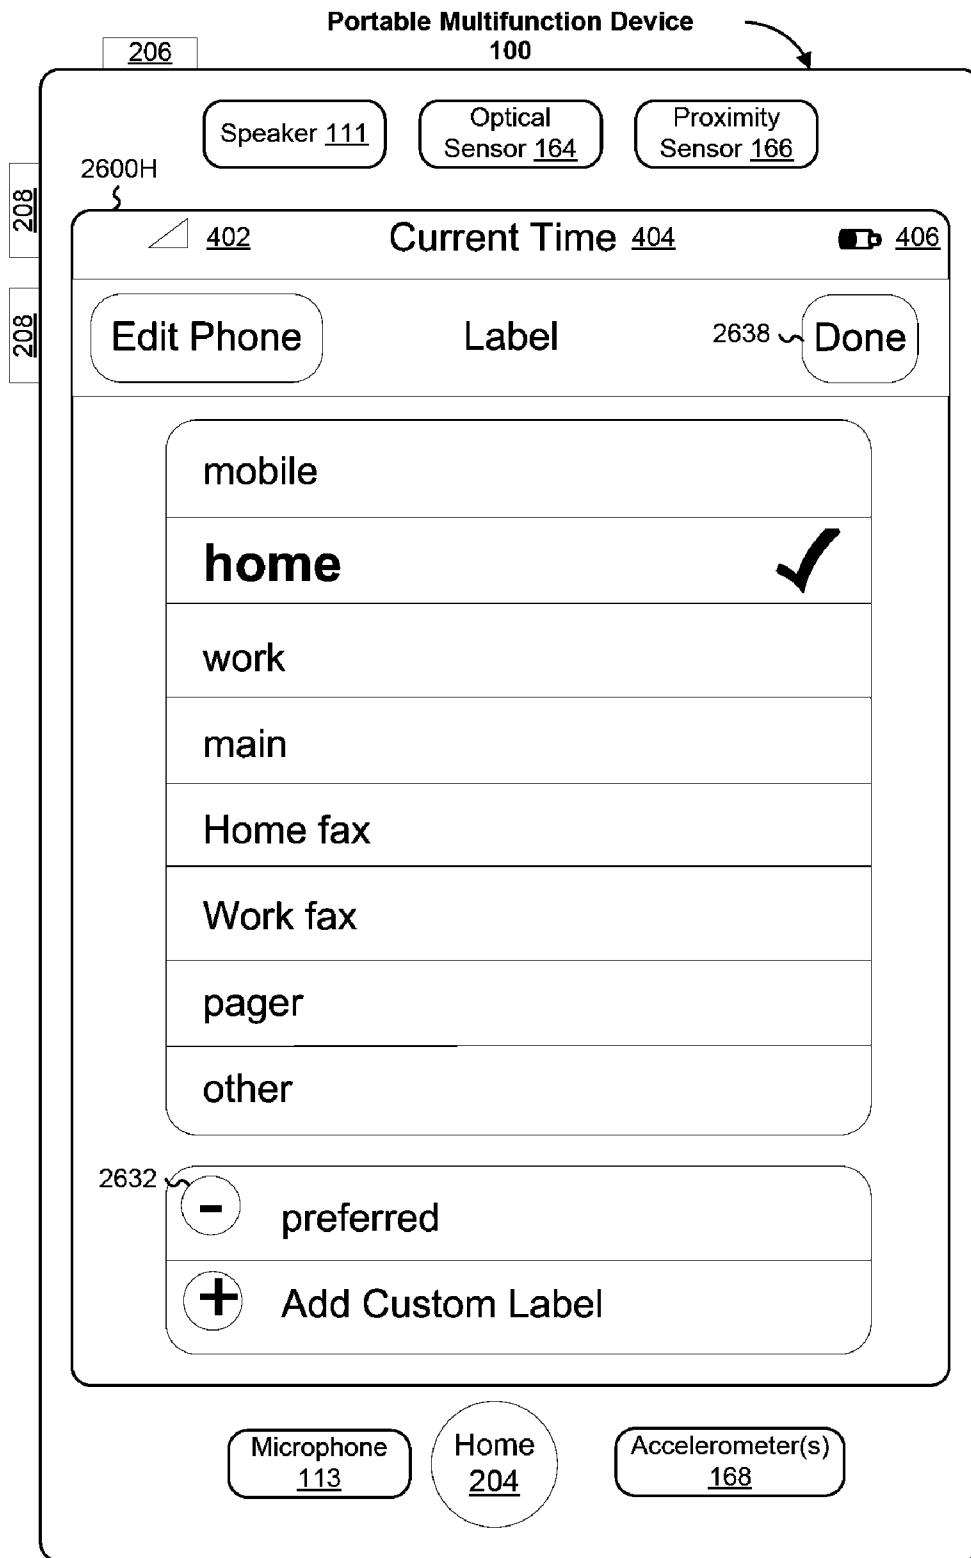 Portable Multifunction Device
100
206
Speaker 111
Optical
Sensor 164
Proximity
Sensor 166
2600H
208
402
Current Time 404
406
208
Edit Phone
Label
2638
Done
mobile
home
work
main
Home fax
Work fax
pager
other
2632
-
preferred
+
Add Custom Label
Microphone
113
Home
204
Accelerometer(s)
168